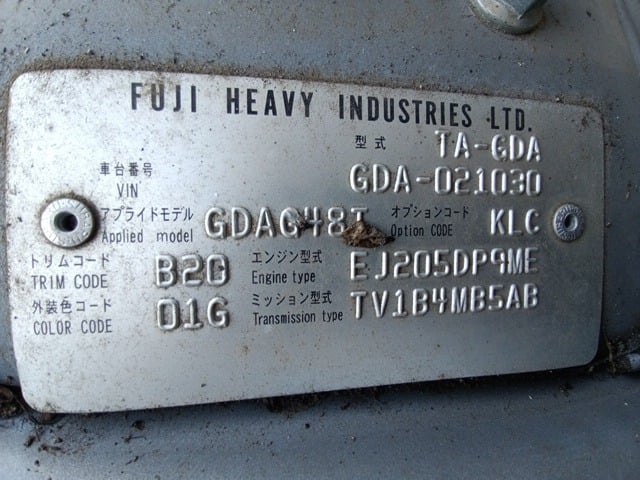 FUJI HEAVY INDUSTRIES LTD.
型式 TA-GDA
車台番号 VIN GDA-021030
アプライドモデル Applied model GDAG48T オプションコード Option CODE KLC
トリムコード TRIM CODE B20 エンジン型式 Engine type EJ205DP9ME
外装色コード COLOR CODE 01G ミッション型式 Transmission type TV1B4MB5AB